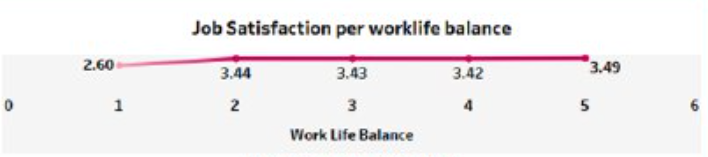 Job Satisfaction per worklife balance
2.60
3.44 3.43 3.42 3.49
0 1 2 3 4 5 6
Work Life Balance